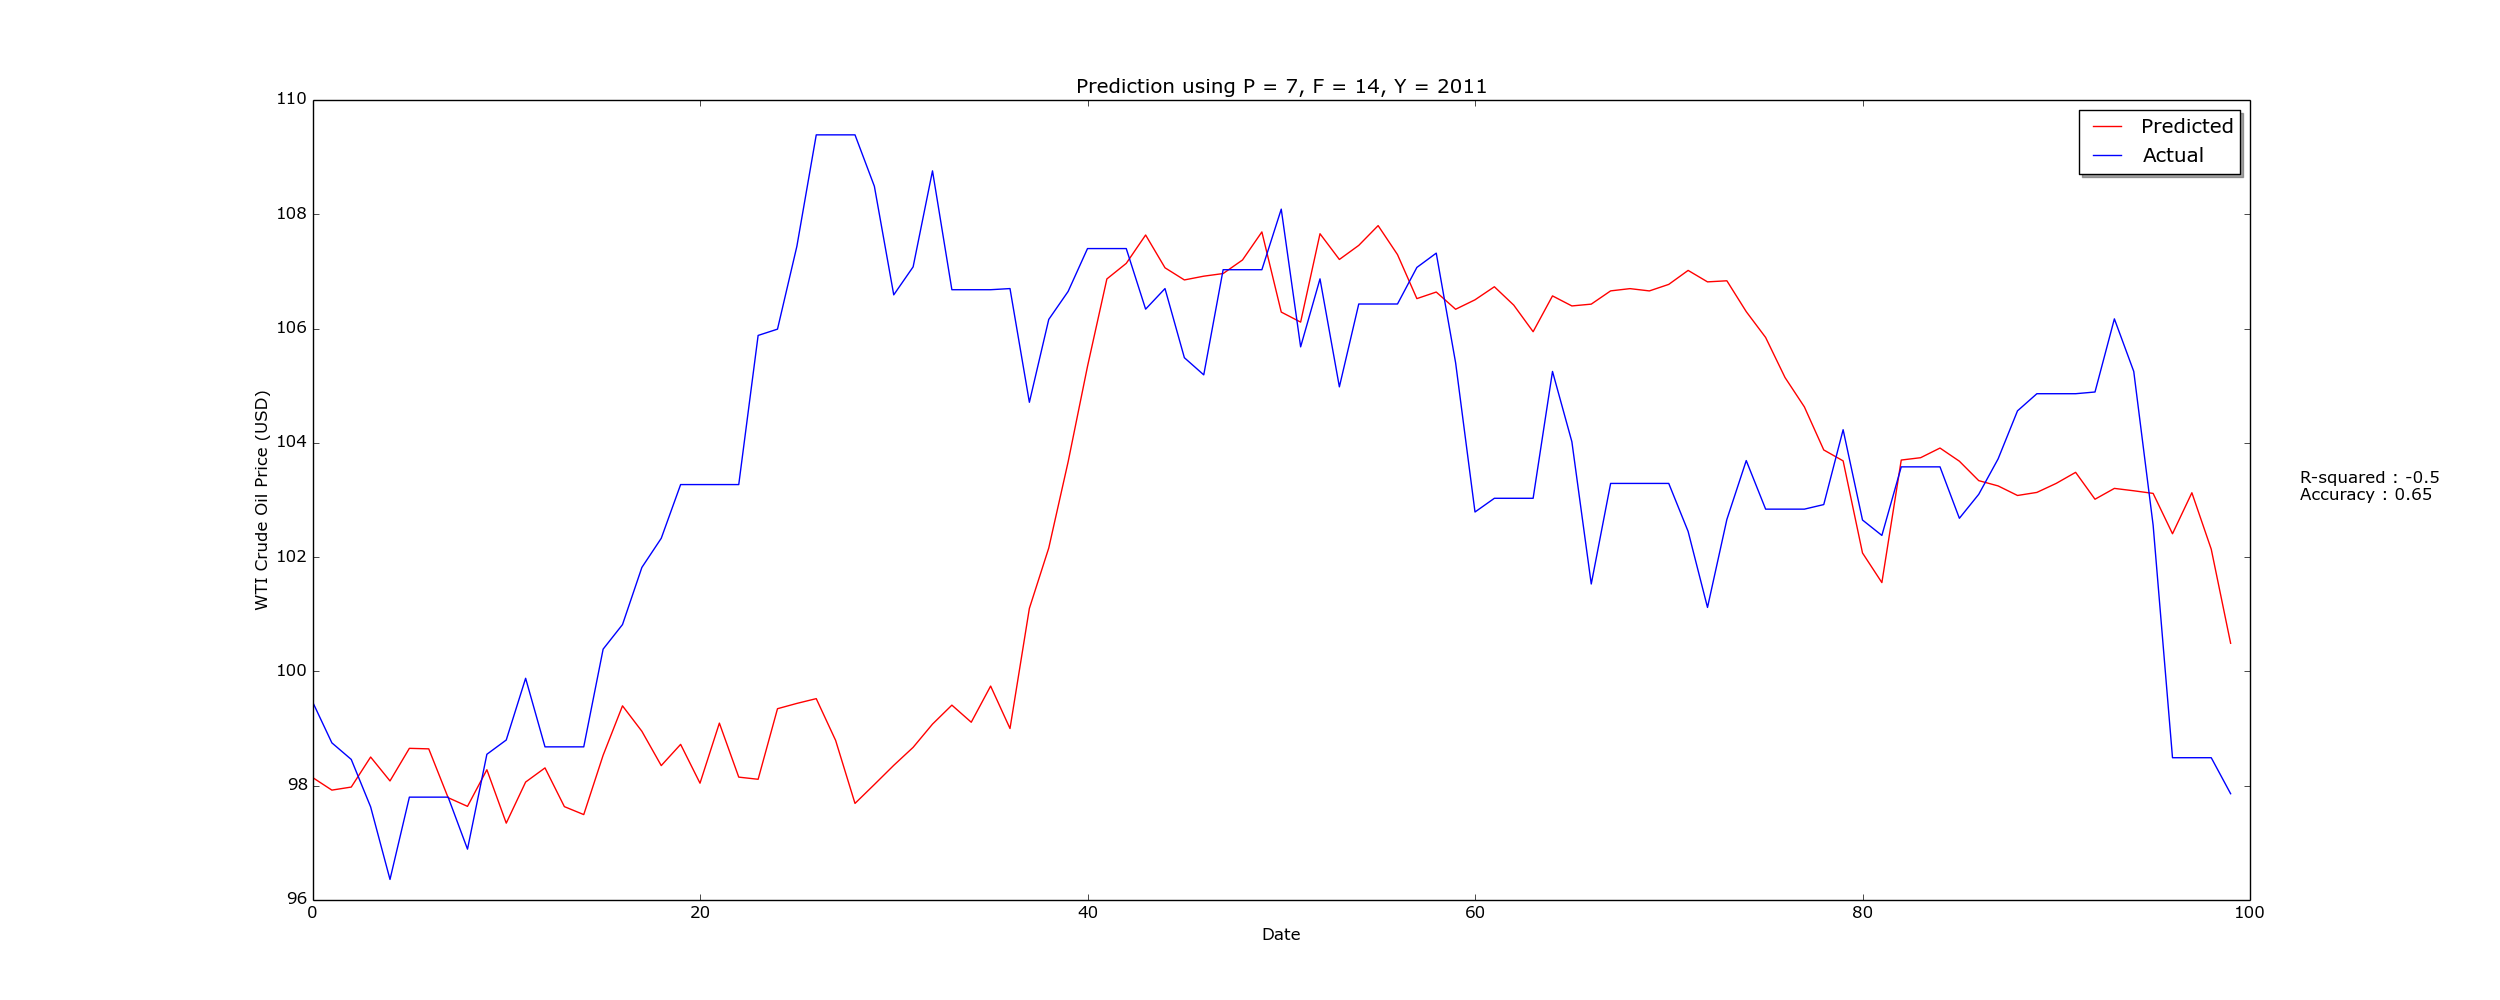 Prediction using P = 7, F = 14, Y = 2011
110
108
106
104
102
100
98
96
WTI Crude Oil Price (USD)
Predicted
Actual
R-squared : -0.5
Accuracy : 0.65
0 20 40 60 80 100
Date